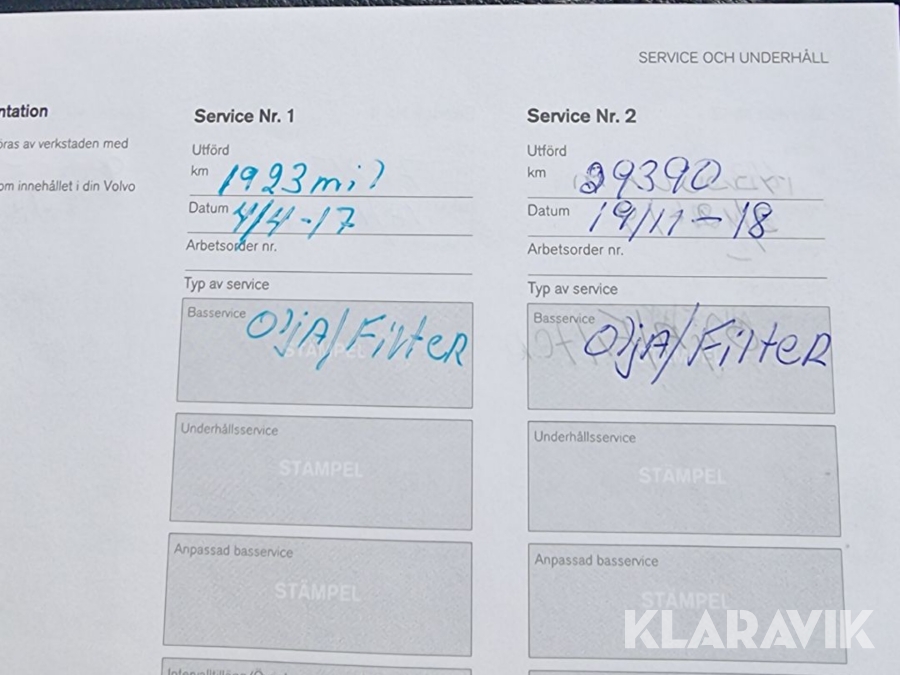 SERVICE OCH UNDERHÅLL
ntation
öras av verkstaden med
om innehållet i din Volvo
Service Nr. 1
Utförd
km 1923 mil
Datum 4/4-17
Arbetsorder nr.
Typ av service
Basservice
Olja/Filter
STÄMPEL
Underhållsservice
STÄMPEL
Anpassad basservice
STÄMPEL
Service Nr. 2
Utförd
km 29390
Datum 19/11-18
Arbetsorder nr.
Typ av service
Basservice
Olja/Filter
Underhållsservice
STÄMPEL
Anpassad basservice
STÄMPEL
KLARAVIK